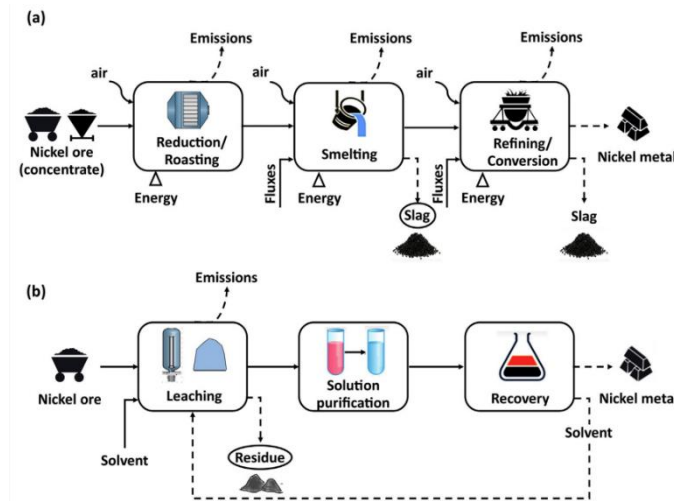 (a)
Emissions
Emissions
Emissions
air
air
air
Nickel ore
(concentrate)
Reduction/
Roasting
Smelting
Refining/
Conversion
Nickel metal
Energy
Fluxes
Energy
Fluxes
Energy
Slag
Slag
(b)
Emissions
Nickel ore
Leaching
Solution
purification
Recovery
Nickel metal
Solvent
Residue
Solvent